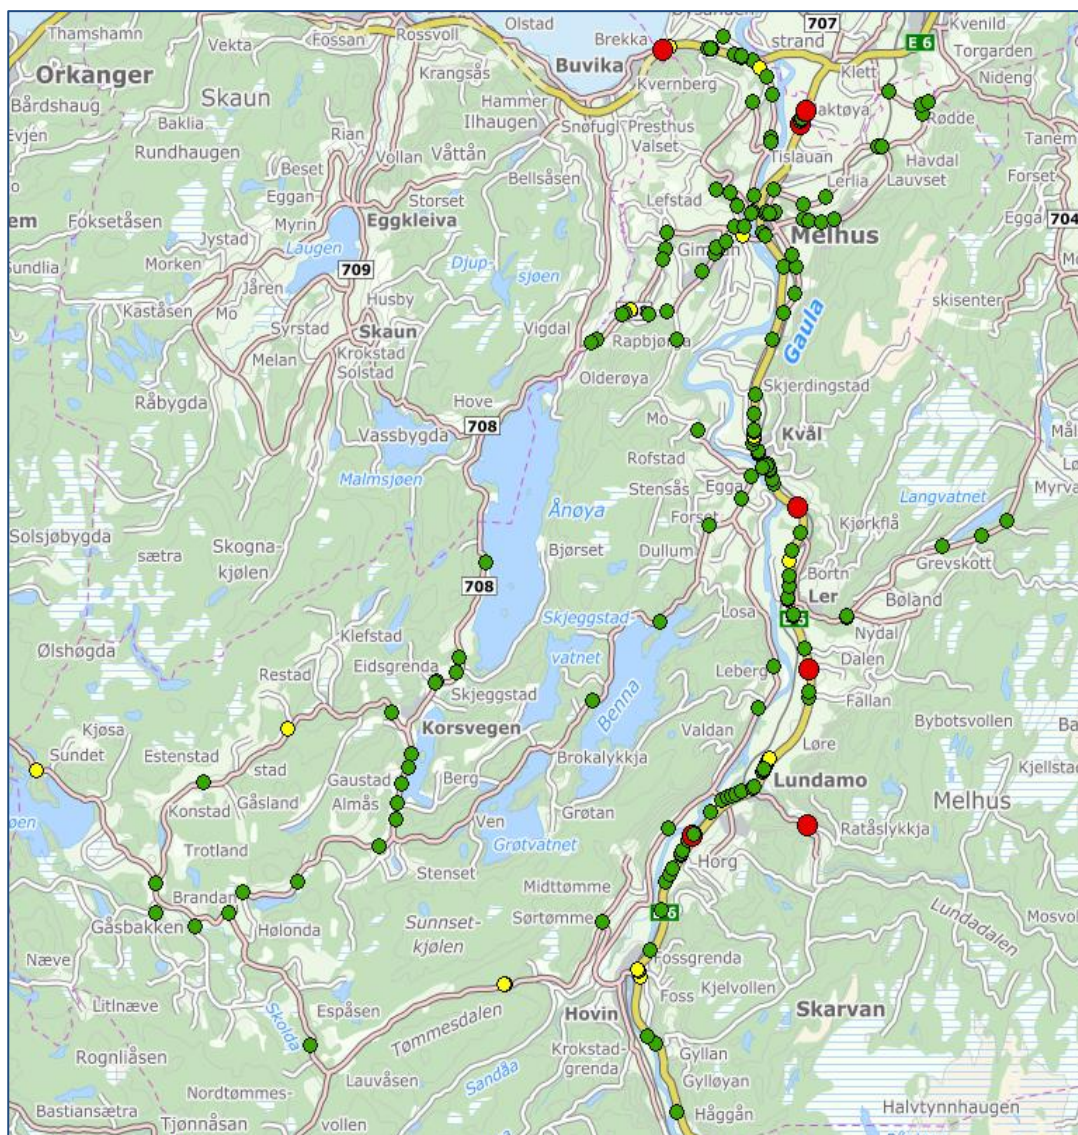 Thamshamn
Fossan
Rossvoll
Olstad
Brekka
707
Kvenild
Vekta
strand
E 6
Torgarden
Orkanger
Krangsås
Buvika
Klett
Nideng
Skaun
Kvernberg
Bårdshaug
Hammer
Baklia
Ilhaugen
Snøfugl
Presthus
aktøya
Rødde
Evjen
Rundhaugen
Rian
Valset
Tanem
Vollan
Våttån
Tislauan
Havdal
Beset
Bellsåsen
Lerlia
Lauvset
Forset
Eggan
Storset
Lefstad
Egga
704
em
Foksetåsen
Myrin
Eggkleiva
Jystad
Laugen
Melhus
Morken
709
Djup-
sjøen
Sundlia
Jåren
Husby
Kaståsen
Mo
Syrstad
Skaun
Vigdal
skisenter
Melan
Krokstad
Solstad
Gaula
Olderøya
Råbygda
Hove
Skjerdingstad
708
Mo
Vassbygda
Kvål
Rofstad
Mål
Malmsjøen
Stensås
Egga
Langvatnet
Myrva
Ånøya
Forset
Kjørkflå
Solsjøbygda
Skogna-
kjølen
sætra
Bjørset
Dullum
Grevskott
708
Bortn
Ler
Bøland
Klefstad
Skjeggstad-
vatnet
Losa
Nydal
Ølshøgda
Eidsgrenda
Dalen
Restad
Leberg
Skjeggstad
Benna
Fallan
Kjøsa
Korsvegen
Valdan
Bybotsvollen
Sundet
Estenstad
Brokalykkja
Løre
stad
Gaustad
Berg
Kjellstad
Konstad
Gåsland
Almås
Lundamo
Melhus
Ven
Grøtan
Trotland
Grøtvatnet
Ratåslykkja
Stenset
Horg
Brandan
Midttømme
Gåsbakken
Hølonda
Sunnset-
kjølen
Sørtømme
Lundadalen
Mosvol
Næve
Fossgrenda
Litlnæve
Espåsen
Foss
Kjelvollen
Skolda
Tømmesdalen
Hovin
Skarvan
Rognliåsen
Krokstad-
grenda
Gyllan
Nordtømmes-
vollen
Lauvåsen
Sandåa
Gylløyan
Bastiansætra
Tjønnåsan
Håggån
Halvtynnhaugen